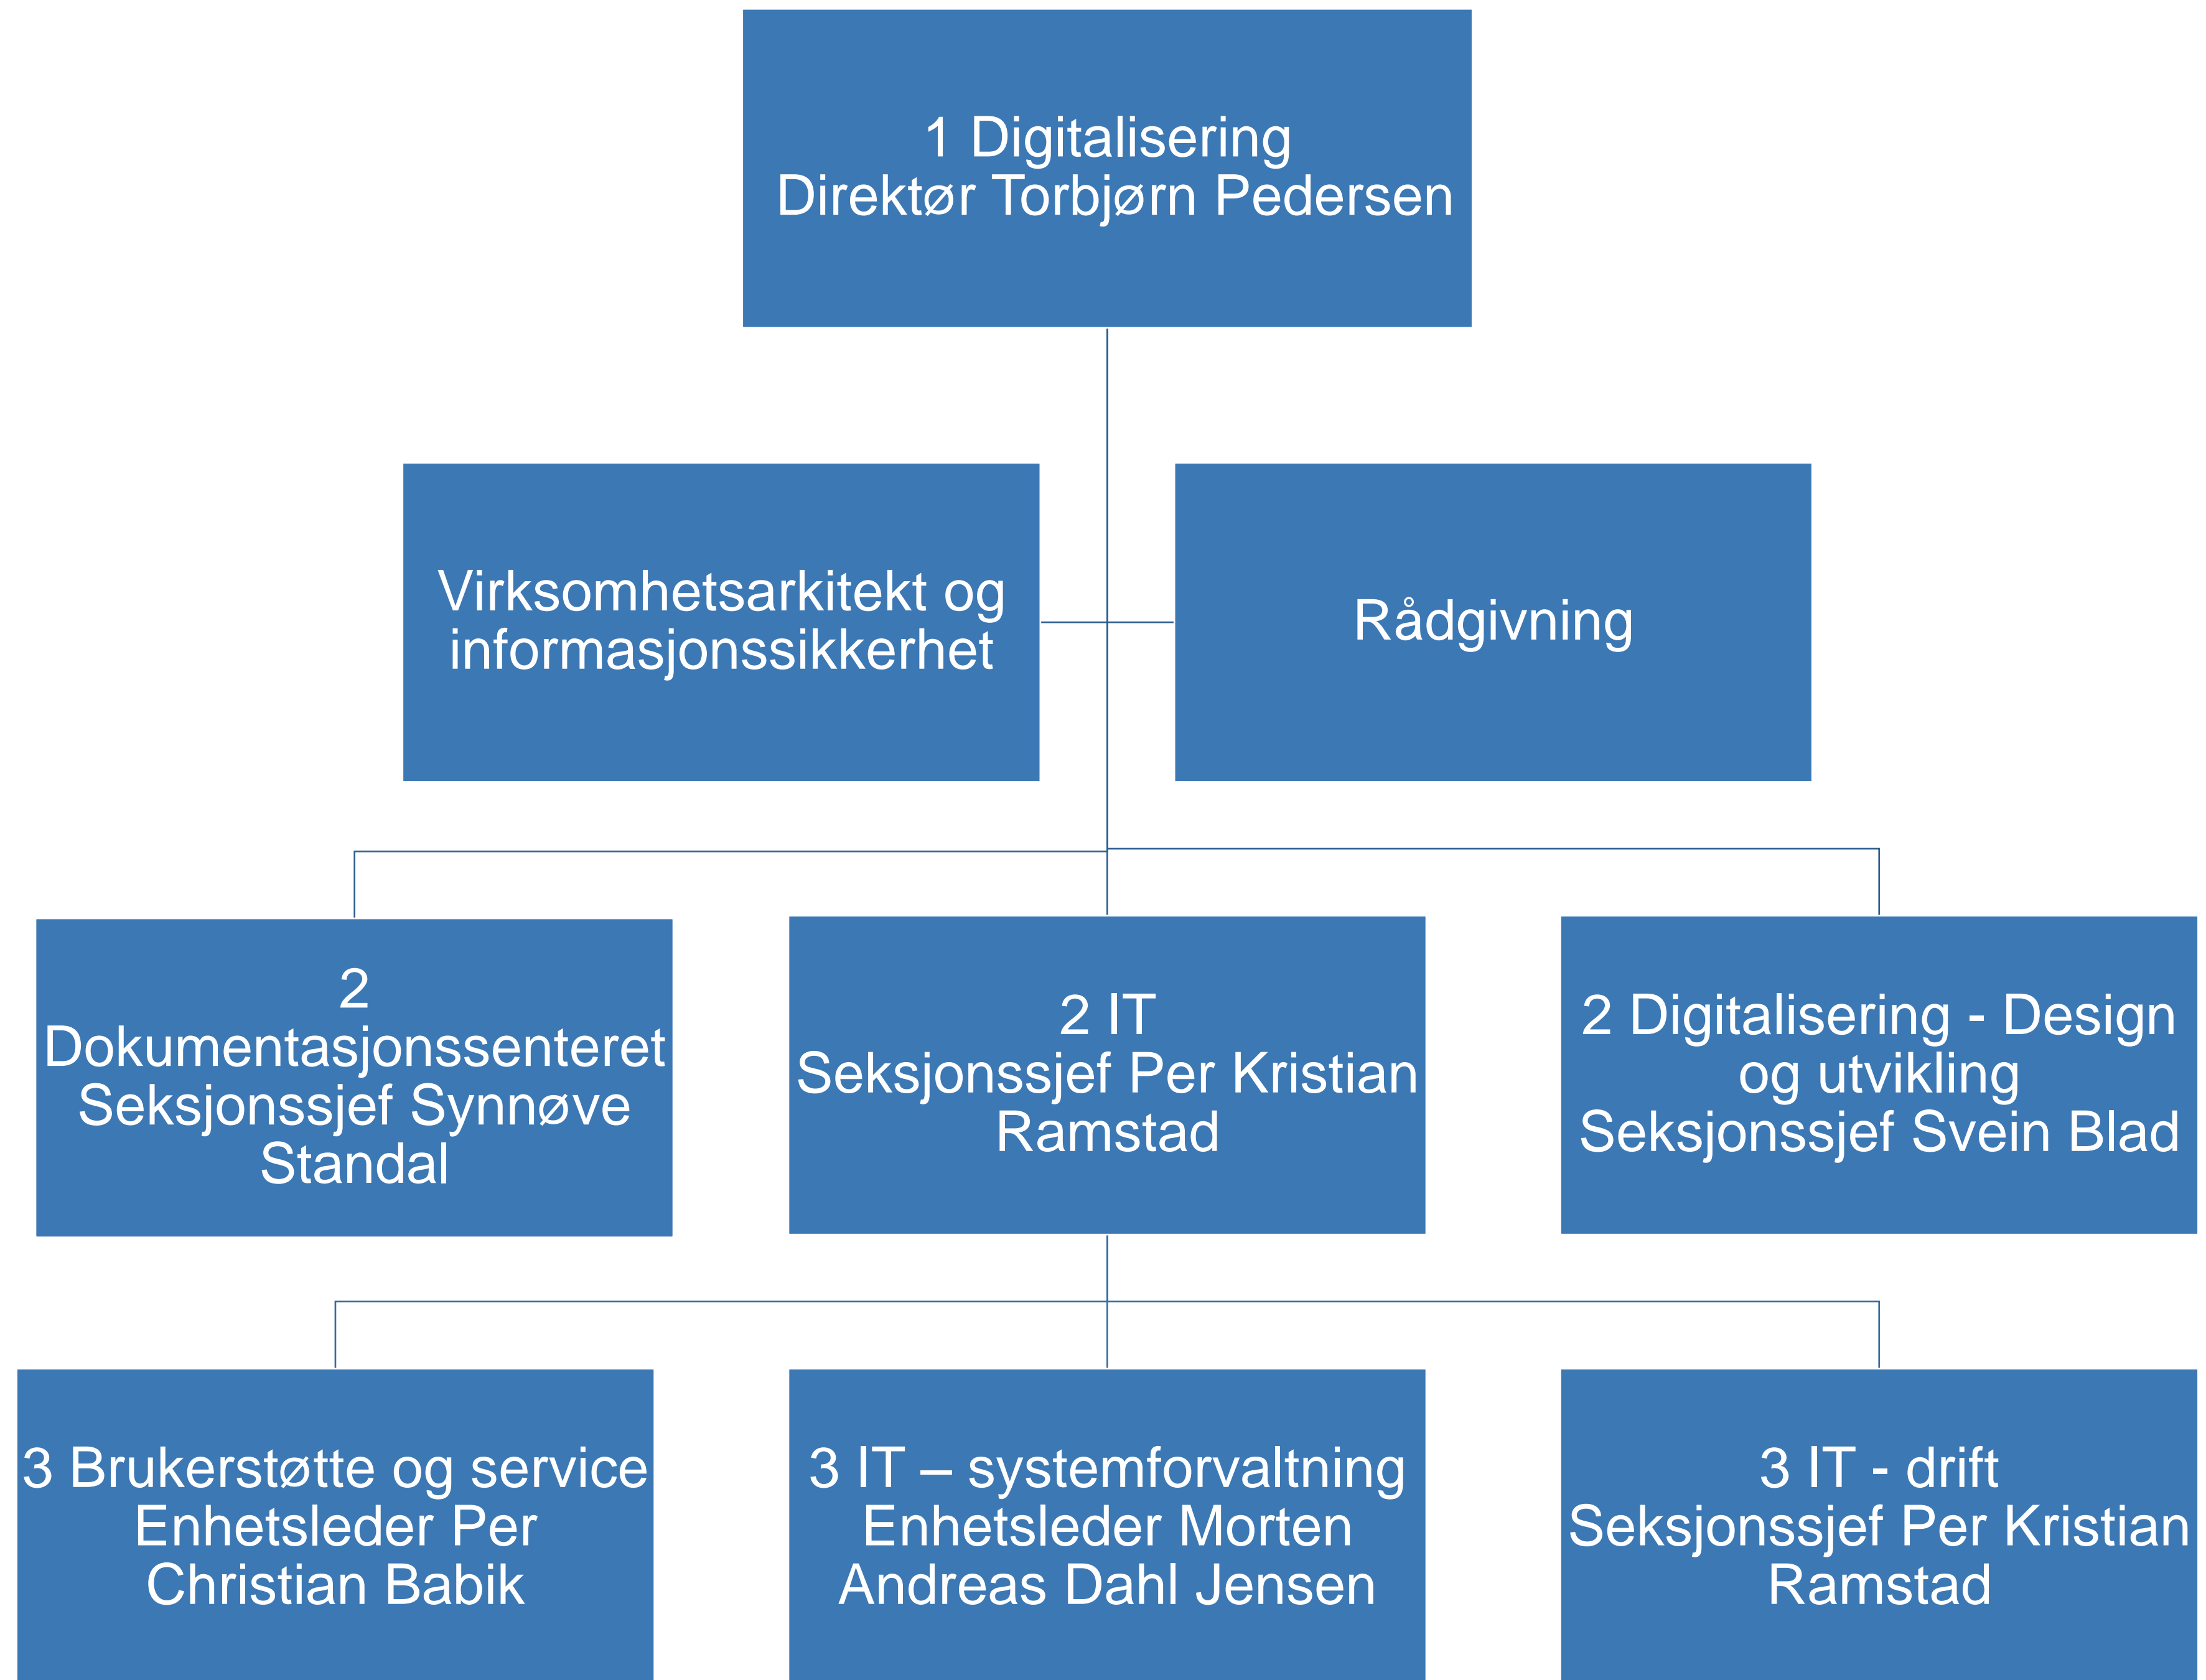 1 Digitalisering
Direktør Torbjørn Pedersen
Virksomhetsarkitekt og
informasjonssikkerhet
Rådgivning
2
Dokumentasjonssenteret
Seksjonssjef Synnøve
Standal
2 IT
Seksjonssjef Per Kristian
Ramstad
2 Digitalisering - Design
og utvikling
Seksjonssjef Svein Blad
3 Brukerstøtte og service
Enhetsleder Per
Christian Babik
3 IT – systemforvaltning
Enhetsleder Morten
Andreas Dahl Jensen
3 IT - drift
Seksjonssjef Per Kristian
Ramstad